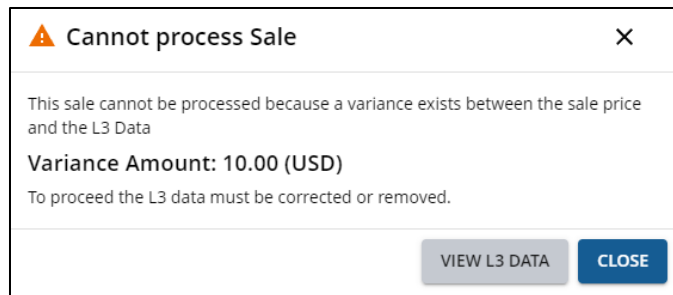 Cannot process Sale
This sale cannot be processed because a variance exists between the sale price
and the L3 Data
Variance Amount: 10.00 (USD)
To proceed the L3 data must be corrected or removed.
VIEW L3 DATA CLOSE